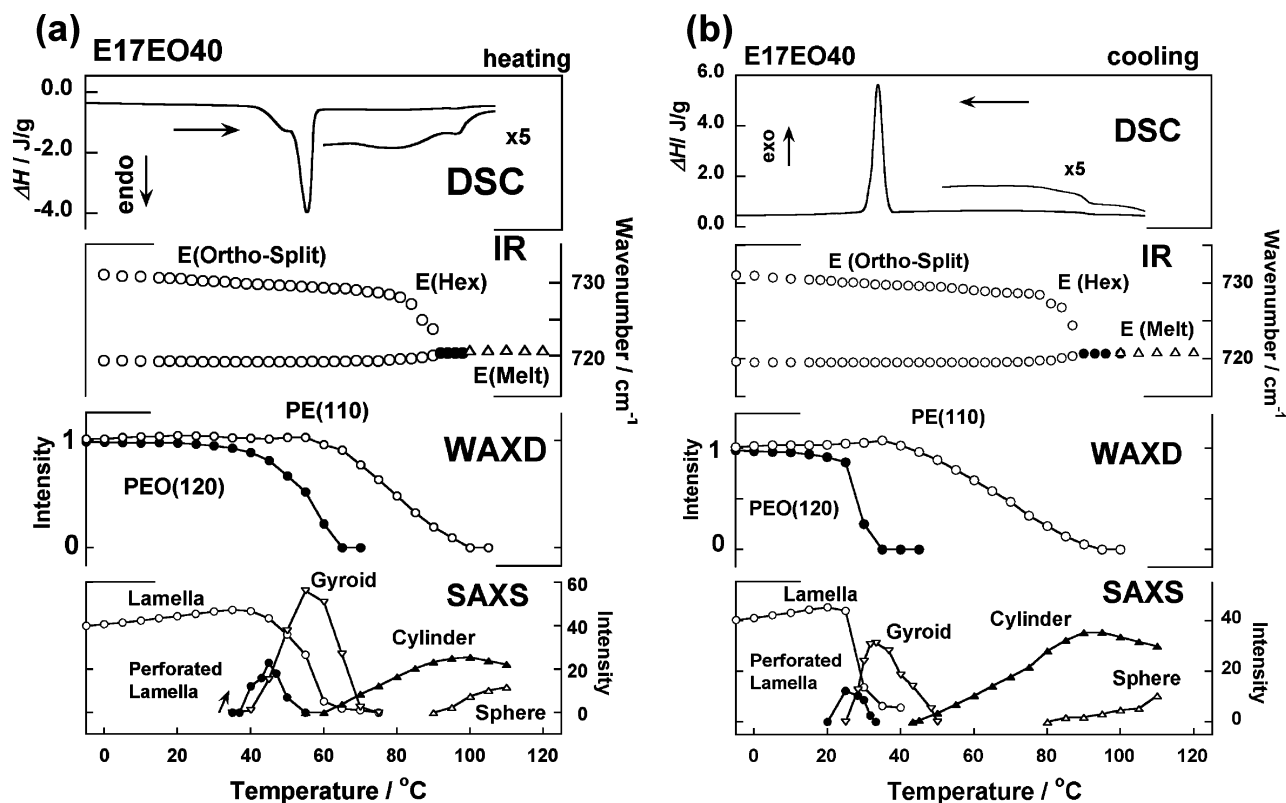 (a)
E17EO40
heating
0.0
-2.0
-4.0
ΔH / J/g
endo
x5
DSC
IR
E(Ortho-Split)
E(Hex)
E(Melt)
730
720
Wavenumber / cm-1
PE(110)
WAXD
PEO(120)
1
0
Intensity
Gyroid
SAXS
Lamella
Cylinder
Perforated
Lamella
Sphere
60
40
20
0
Intensity
0
20
40
60
80
100
120
Temperature / oC
(b)
E17EO40
cooling
6.0
4.0
2.0
0.0
ΔH / J/g
exo
DSC
x5
IR
E (Ortho-Split)
E (Hex)
E (Melt)
730
720
Wavenumber / cm-1
PE(110)
WAXD
PEO(120)
1
0
Intensity
SAXS
Lamella
Gyroid
Cylinder
Perforated
Lamella
Sphere
40
20
0
Intensity
0
20
40
60
80
100
120
Temperature / oC